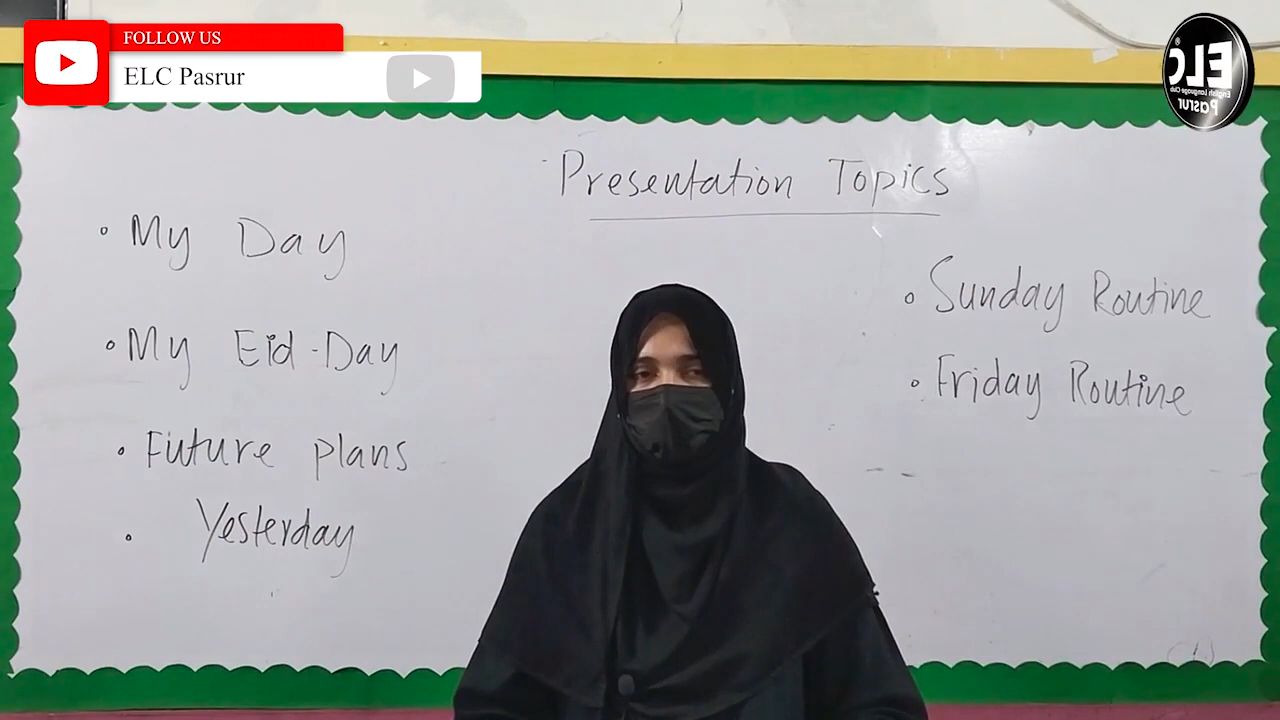 FOLLOW US
ELC Pasrur
ELC
English Language Club
Pasrur
Presentation Topics
• My Day
• My Eid-Day
• Future plans
• Yesterday
• Sunday Routine
• Friday Routine